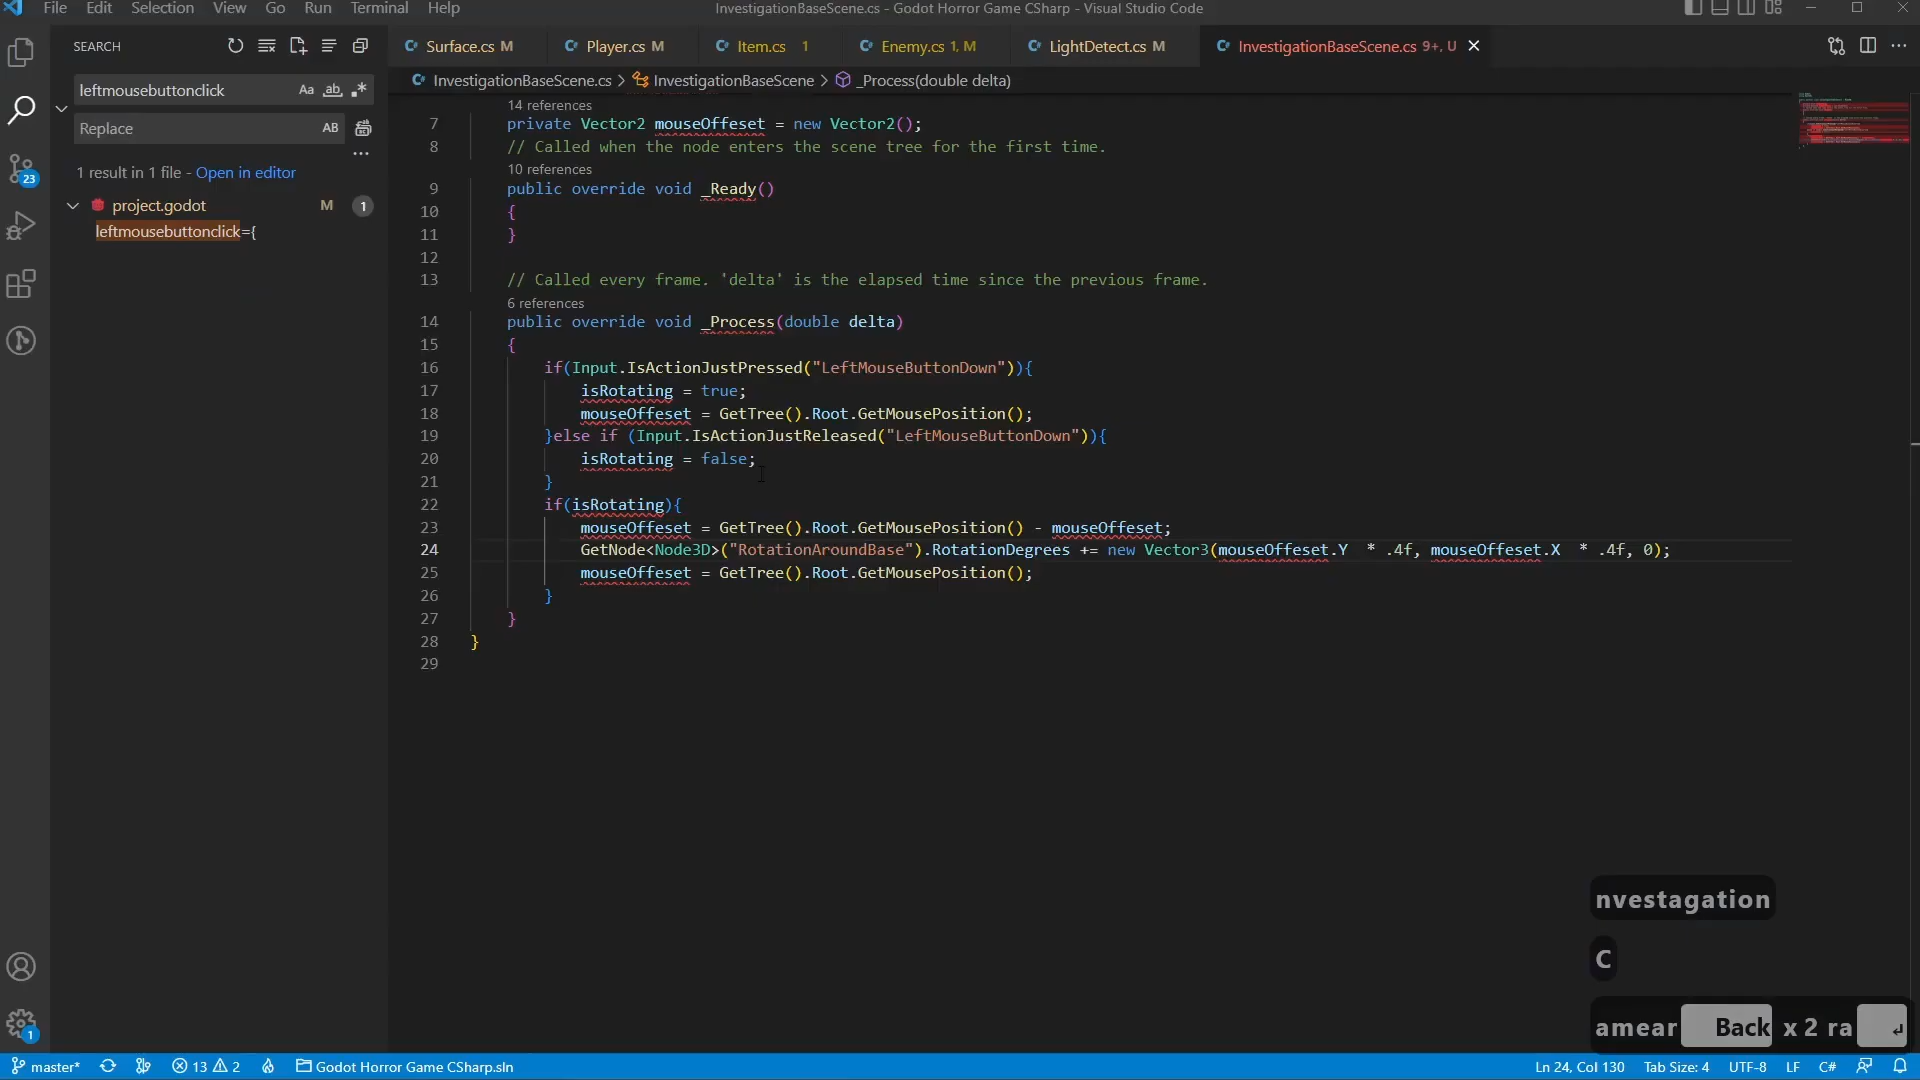 File Edit Selection View Go Run Terminal Help
InvestigationBaseScene.cs - Godot Horror Game CSharp - Visual Studio Code
SEARCH
Surface.cs M
Player.cs M
Item.cs 1
Enemy.cs 1, M
LightDetect.cs M
InvestigationBaseScene.cs 9+, U
InvestigationBaseScene.cs > InvestigationBaseScene > _Process(double delta)
leftmousebuttonclick Aa ab .*
Replace AB
...
1 result in 1 file - Open in editor
project.godot M 1
leftmousebuttonclick={
23
1
14 references
7 private Vector2 mouseOffeset = new Vector2();
8 // Called when the node enters the scene tree for the first time.
10 references
9 public override void _Ready()
10 {
11 }
12
13 // Called every frame. 'delta' is the elapsed time since the previous frame.
6 references
14 public override void _Process(double delta)
15 {
16 if(Input.IsActionJustPressed("LeftMouseButtonDown")){
17 isRotating = true;
18 mouseOffeset = GetTree().Root.GetMousePosition();
19 }else if (Input.IsActionJustReleased("LeftMouseButtonDown")){
20 isRotating = false;
21 }
22 if(isRotating){
23 mouseOffeset = GetTree().Root.GetMousePosition() - mouseOffeset;
24 GetNode<Node3D>("RotationAroundBase").RotationDegrees += new Vector3(mouseOffeset.Y * .4f, mouseOffeset.X * .4f, 0);
25 mouseOffeset = GetTree().Root.GetMousePosition();
26 }
27 }
28 }
29
nvestagation
C
amear Back x 2 ra ↵
master* 13 2 Godot Horror Game CSharp.sln Ln 24, Col 130 Tab Size: 4 UTF-8 LF C#